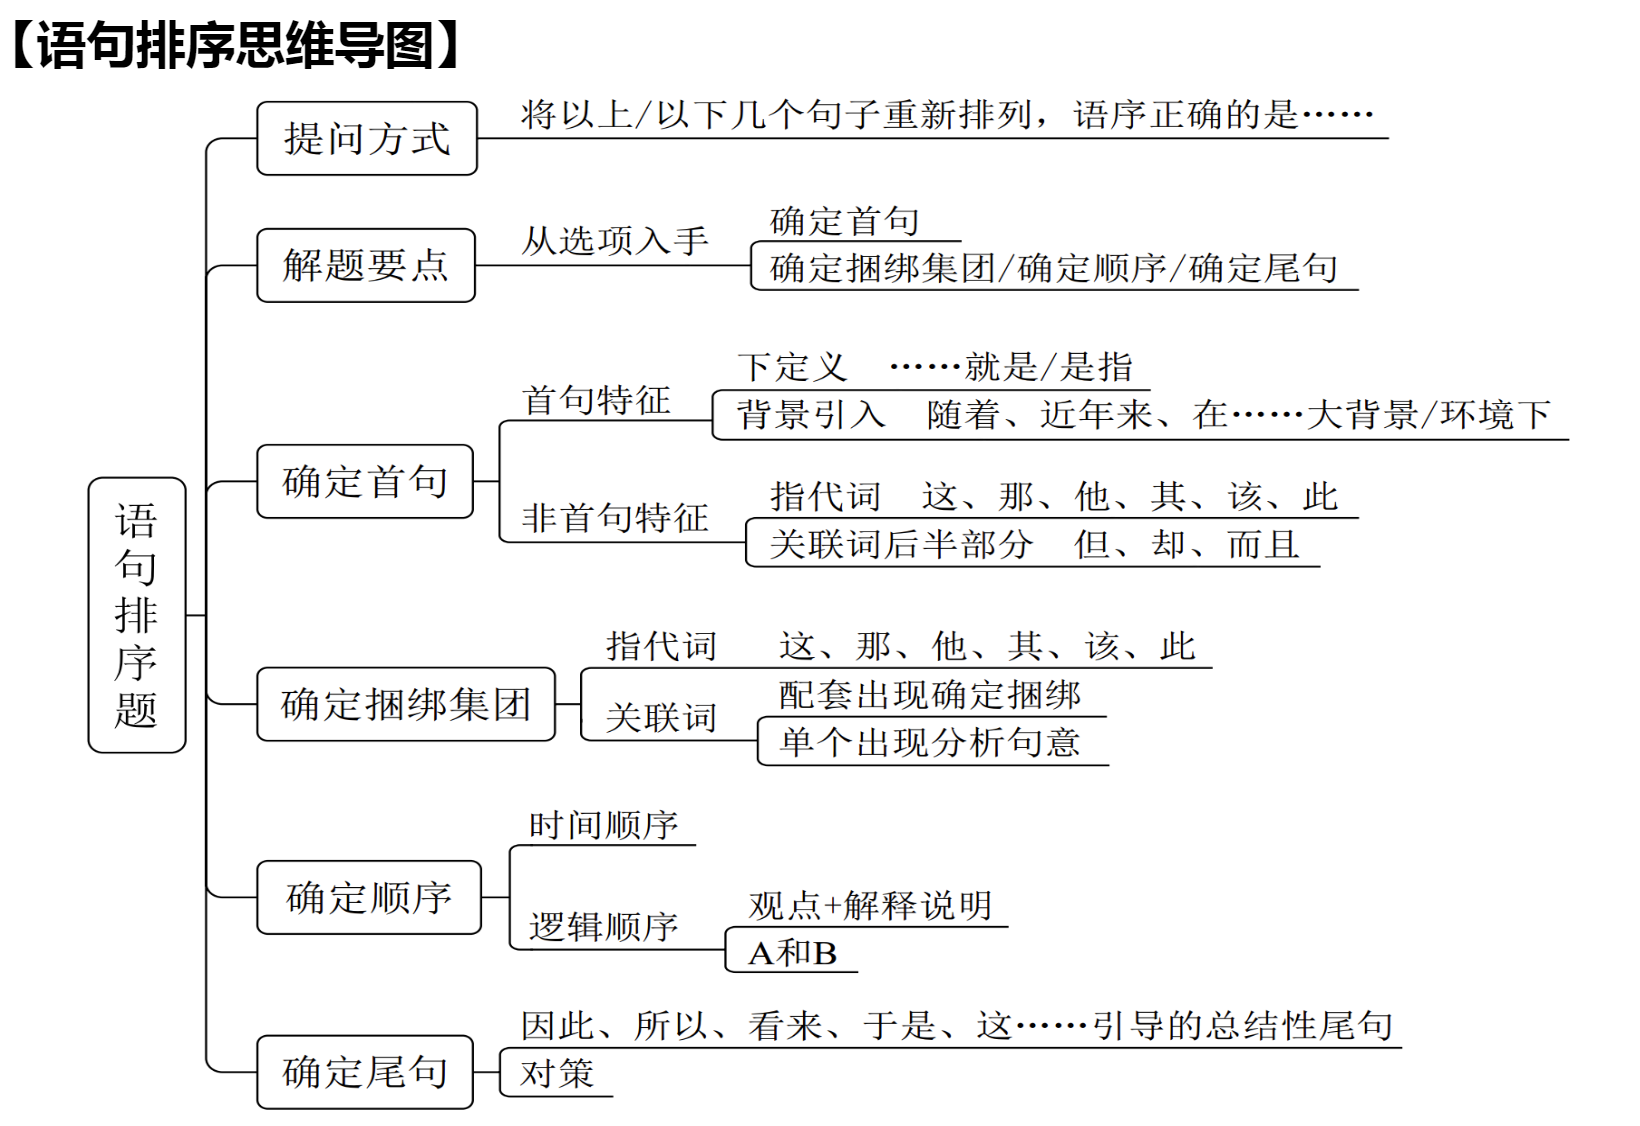 【语句排序思维导图】
语句排序题
提问方式
将以上/以下几个句子重新排列，语序正确的是……
解题要点
从选项入手
确定首句
确定捆绑集团/确定顺序/确定尾句
确定首句
首句特征
下定义 ……就是/是指
背景引入 随着、近年来、在……大背景/环境下
非首句特征
指代词 这、那、他、其、该、此
关联词后半部分 但、却、而且
确定捆绑集团
指代词 这、那、他、其、该、此
关联词
配套出现确定捆绑
单个出现分析句意
确定顺序
时间顺序
逻辑顺序
观点+解释说明
A和B
确定尾句
因此、所以、看来、于是、这……引导的总结性尾句
对策